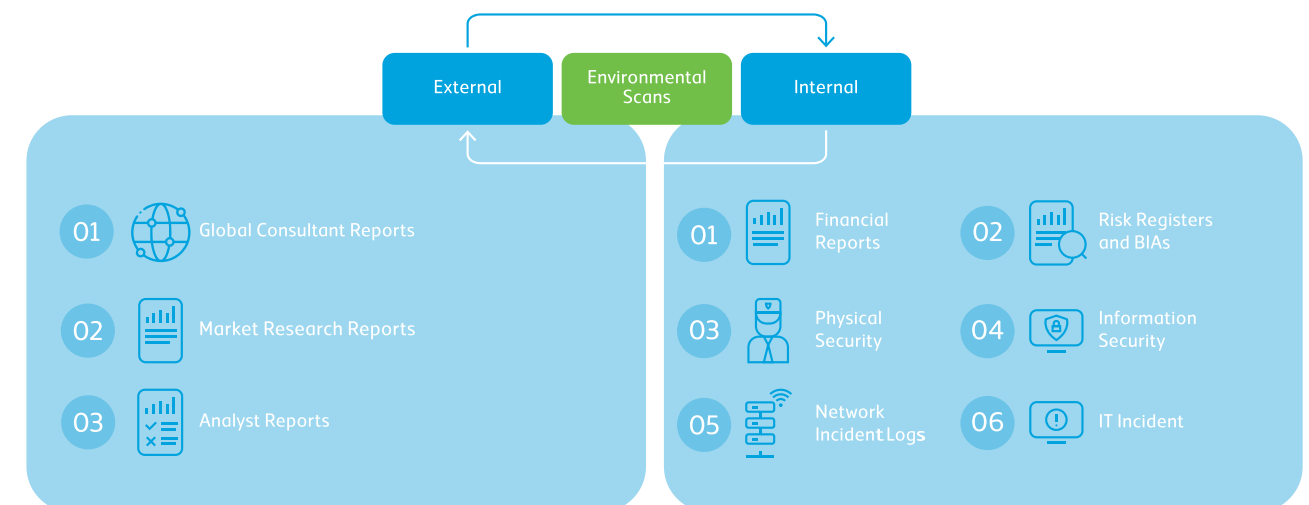 External
Environmental
Scans
Internal
01
Global Consultant Reports
02
Market Research Reports
03
Analyst Reports
01
Financial
Reports
02
Risk Registers
and BIAs
03
Physical
Security
04
Information
Security
05
Network
Incident Logs
06
IT Incident